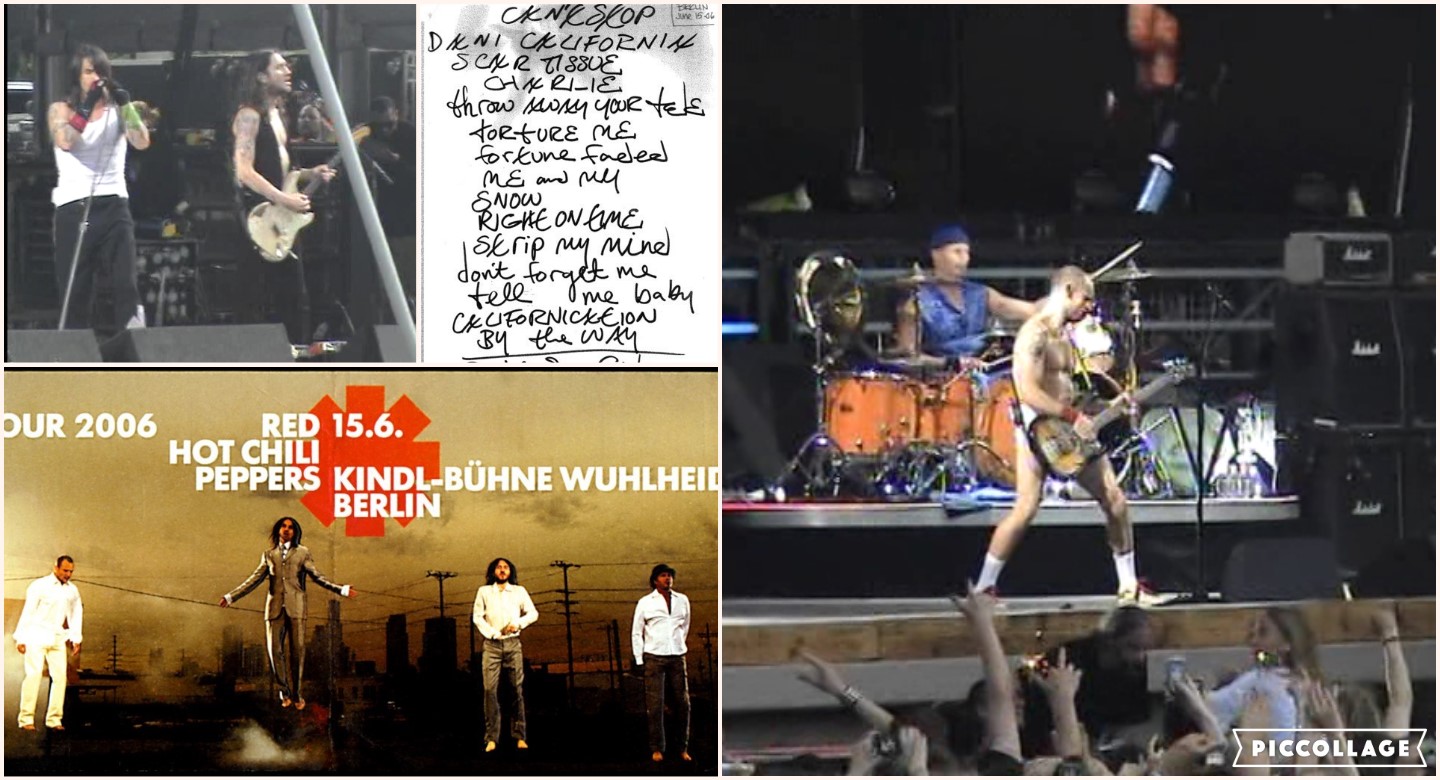 BERLIN
JUNE 15-06
CAN'T STOP
DANI CALIFORNIA
SCAR TISSUE
CHARLIE
throw AWAY YOUR tELE
tORtURE ME
fortune faded
ME and MY
SNOW
RIGHt ON tIME
Strip my mind
don't forget me
tell me baby
CALIFORNICAtION
BY the WAY
OUR 2006
RED 15.6.
HOT CHILI
PEPPERS KINDL-BÜHNE WUHLHEID
BERLIN
Marshall
Marshall
Marshall
PICCOLLAGE